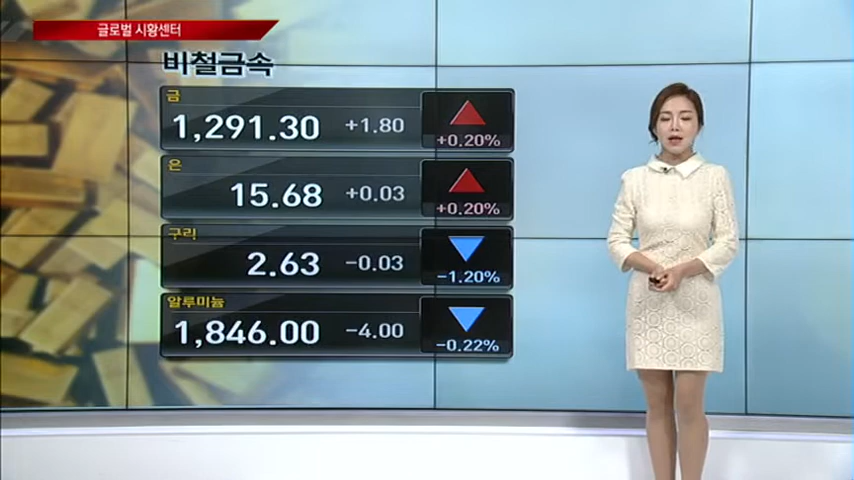 글로벌 시황센터
비철금속
금
1,291.30 +1.80 +0.20%
은
15.68 +0.03 +0.20%
구리
2.63 -0.03 -1.20%
알루미늄
1,846.00 -4.00 -0.22%